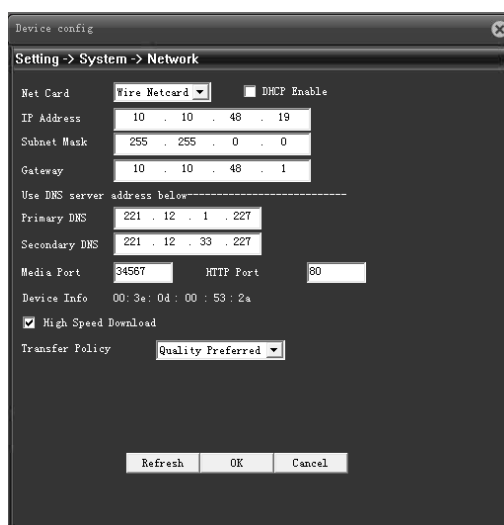 Device config
Setting -> System -> Network
Net Card Wire Netcard DHCP Enable
IP Address 10 . 10 . 48 . 19
Subnet Mask 255 . 255 . 0 . 0
Gateway 10 . 10 . 48 . 1
Use DNS server address below----------------------------
Primary DNS 221 . 12 . 1 . 227
Secondary DNS 221 . 12 . 33 . 227
Media Port 34567 HTTP Port 80
Device Info 00: 3e: 0d: 00 : 53 : 2a
High Speed Download
Transfer Policy Quality Preferred
Refresh OK Cancel